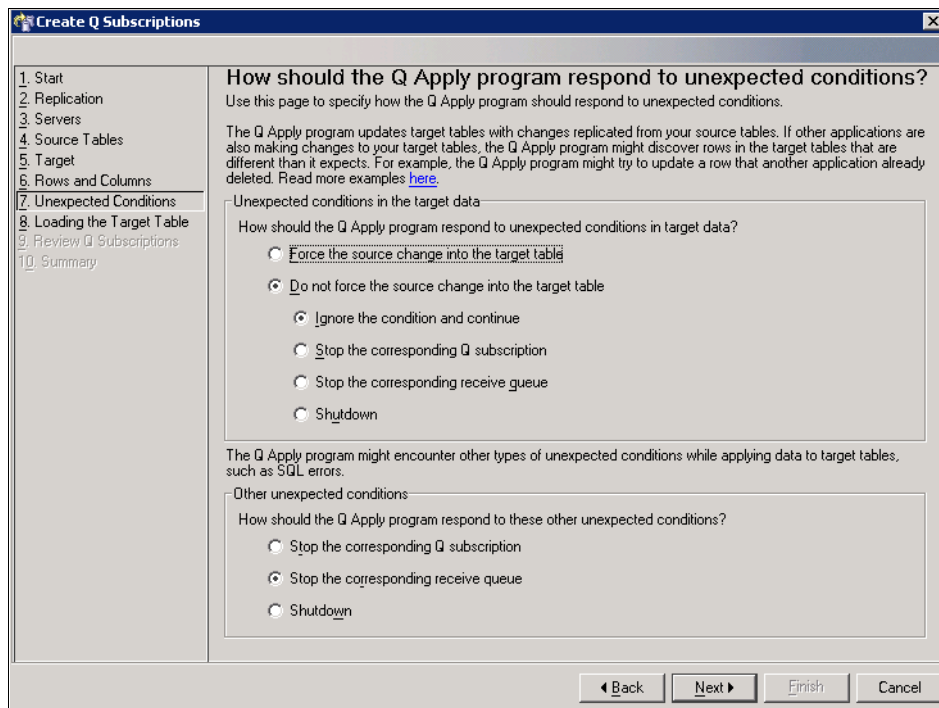 Create Q Subscriptions
1. Start
2. Replication
3. Servers
4. Source Tables
5. Target
6. Rows and Columns
7. Unexpected Conditions
8. Loading the Target Table
9. Review Q Subscriptions
10. Summary
How should the Q Apply program respond to unexpected conditions?
Use this page to specify how the Q Apply program should respond to unexpected conditions.
The Q Apply program updates target tables with changes replicated from your source tables. If other applications are
also making changes to your target tables, the Q Apply program might discover rows in the target tables that are
different than it expects. For example, the Q Apply program might try to update a row that another application already
deleted. Read more examples here.
Unexpected conditions in the target data
How should the Q Apply program respond to unexpected conditions in target data?
Force the source change into the target table
Do not force the source change into the target table
Ignore the condition and continue
Stop the corresponding Q subscription
Stop the corresponding receive queue
Shutdown
The Q Apply program might encounter other types of unexpected conditions while applying data to target tables,
such as SQL errors.
Other unexpected conditions
How should the Q Apply program respond to these other unexpected conditions?
Stop the corresponding Q subscription
Stop the corresponding receive queue
Shutdown
Back
Next
Finish
Cancel